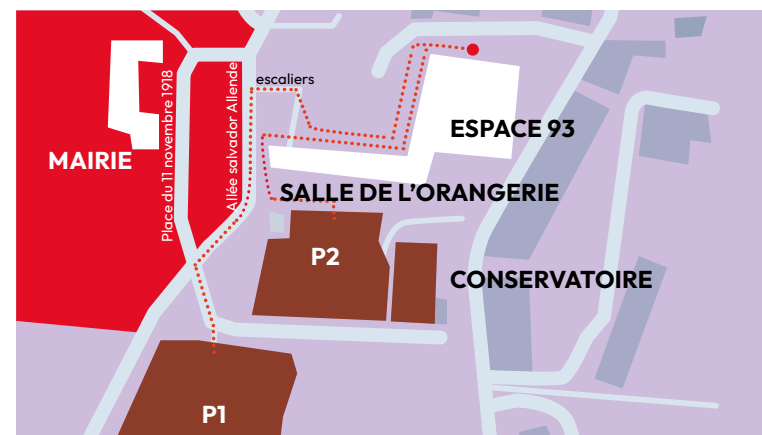 escaliers
Place du 11 novembre 1918
Allée salvador Allende
MAIRIE
ESPACE 93
SALLE DE L’ORANGERIE
P2
CONSERVATOIRE
P1